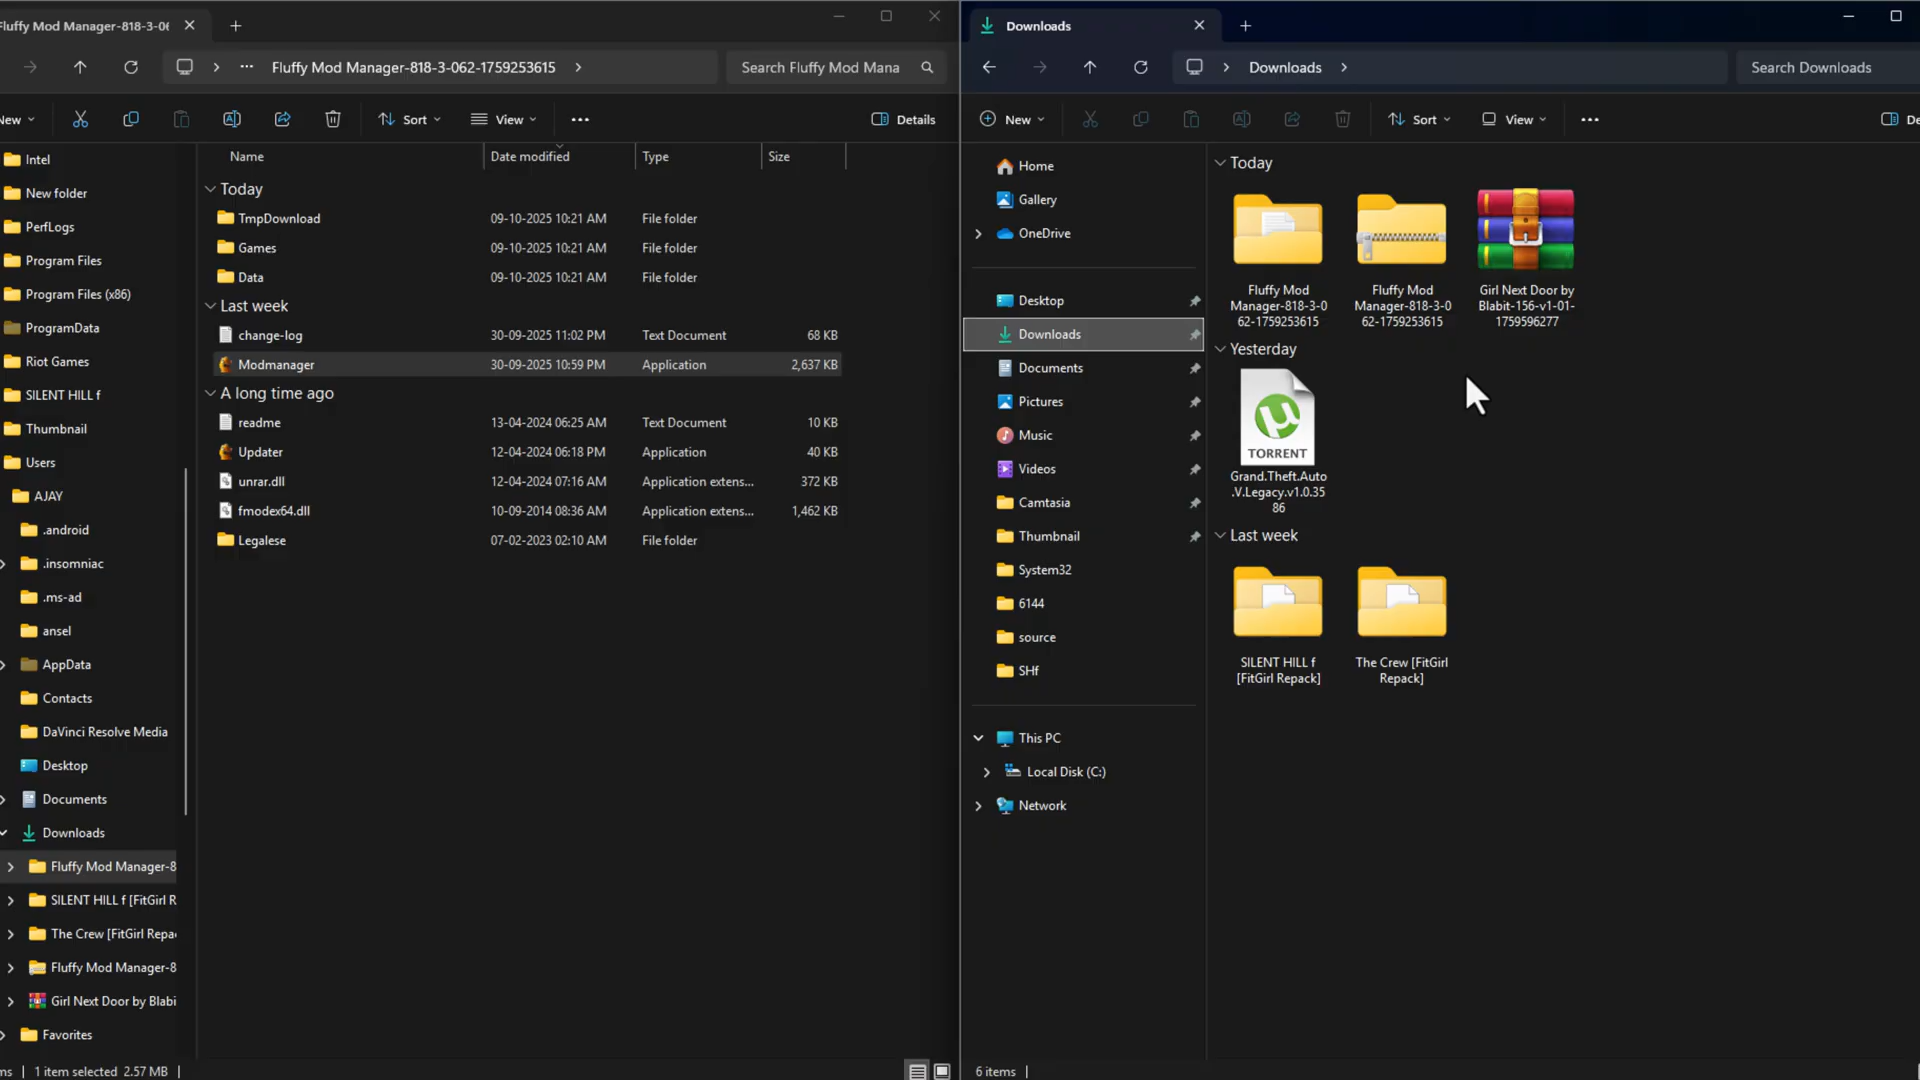 Fluffy Mod Manager-818-3-06
Fluffy Mod Manager-818-3-062-1759253615
Search Fluffy Mod Mana
New
Sort
View
Details
Intel
New folder
PerfLogs
Program Files
Program Files (x86)
ProgramData
Riot Games
SILENT HILL f
Thumbnail
Users
AJAY
.android
.insomniac
.ms-ad
ansel
AppData
Contacts
DaVinci Resolve Media
Desktop
Documents
Downloads
Fluffy Mod Manager-8
SILENT HILL f [FitGirl R
The Crew [FitGirl Repa
Fluffy Mod Manager-8
Girl Next Door by Blabi
Favorites
Name Date modified Type Size
Today
TmpDownload 09-10-2025 10:21 AM File folder
Games 09-10-2025 10:21 AM File folder
Data 09-10-2025 10:21 AM File folder
Last week
change-log 30-09-2025 11:02 PM Text Document 68 KB
Modmanager 30-09-2025 10:59 PM Application 2,637 KB
A long time ago
readme 13-04-2024 06:25 AM Text Document 10 KB
Updater 12-04-2024 06:18 PM Application 40 KB
unrar.dll 12-04-2024 07:16 AM Application extens... 372 KB
fmodex64.dll 10-09-2014 08:36 AM Application extens... 1,462 KB
Legalese 07-02-2023 02:10 AM File folder
ms 1 item selected 2.57 MB
Downloads
Downloads
Search Downloads
New
Sort
View
De
Home
Gallery
OneDrive
Desktop
Downloads
Documents
Pictures
Music
Videos
Camtasia
Thumbnail
System32
6144
source
SHf
This PC
Local Disk (C:)
Network
Today
Fluffy Mod
Manager-818-3-0
62-1759253615
Fluffy Mod
Manager-818-3-0
62-1759253615
Girl Next Door by
Blabit-156-v1-01-
1759596277
Yesterday
TORRENT
Grand.Theft.Auto
.V.Legacy.v1.0.35
86
Last week
SILENT HILL f
[FitGirl Repack]
The Crew [FitGirl
Repack]
6 items